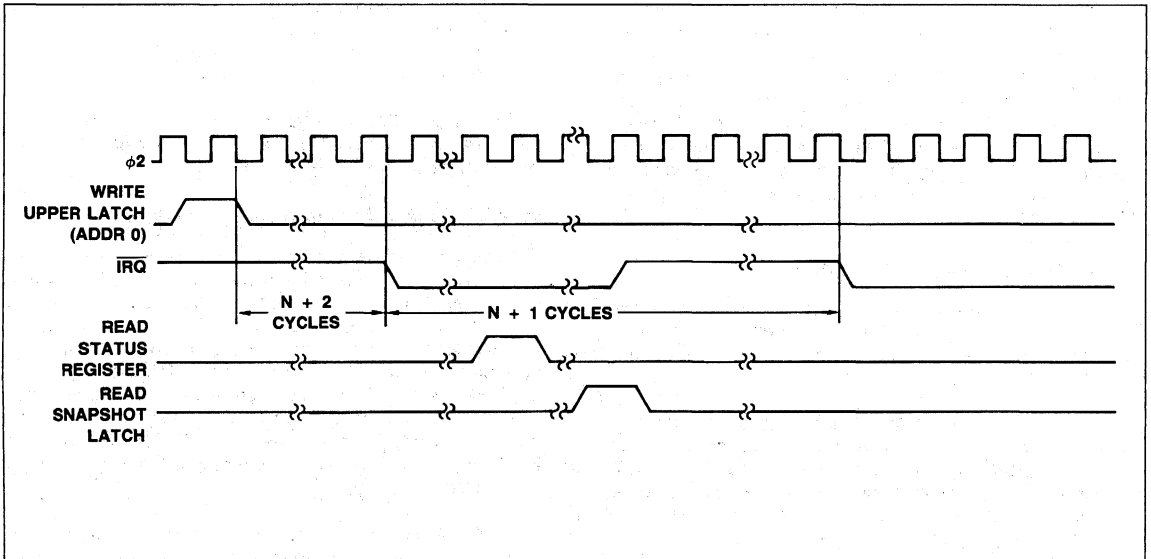 φ2
WRITE
UPPER LATCH
(ADDR 0)
IRQ
N + 2
CYCLES
N + 1 CYCLES
READ
STATUS
REGISTER
READ
SNAPSHOT
LATCH